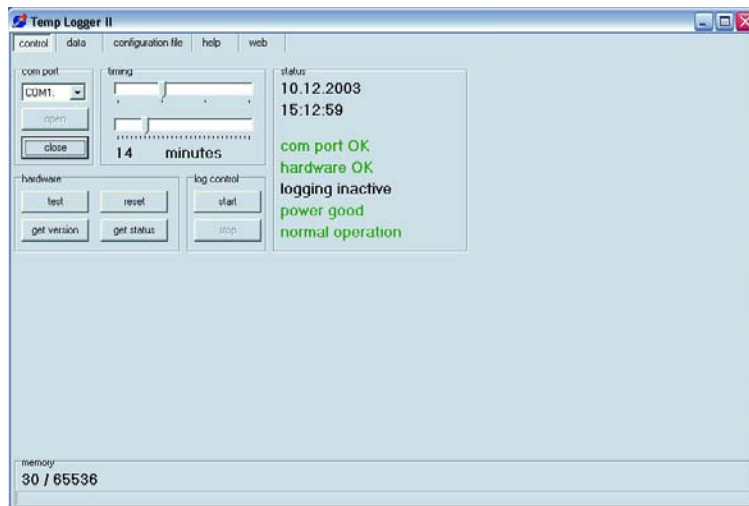 Temp Logger II
control data configuration file help web
com port
COM1:
open
close
timing
14 minutes
hardware
test reset
get version get status
log control
start
stop
status
10.12.2003
15:12:59
com port OK
hardware OK
logging inactive
power good
normal operation
memory
30 / 65536